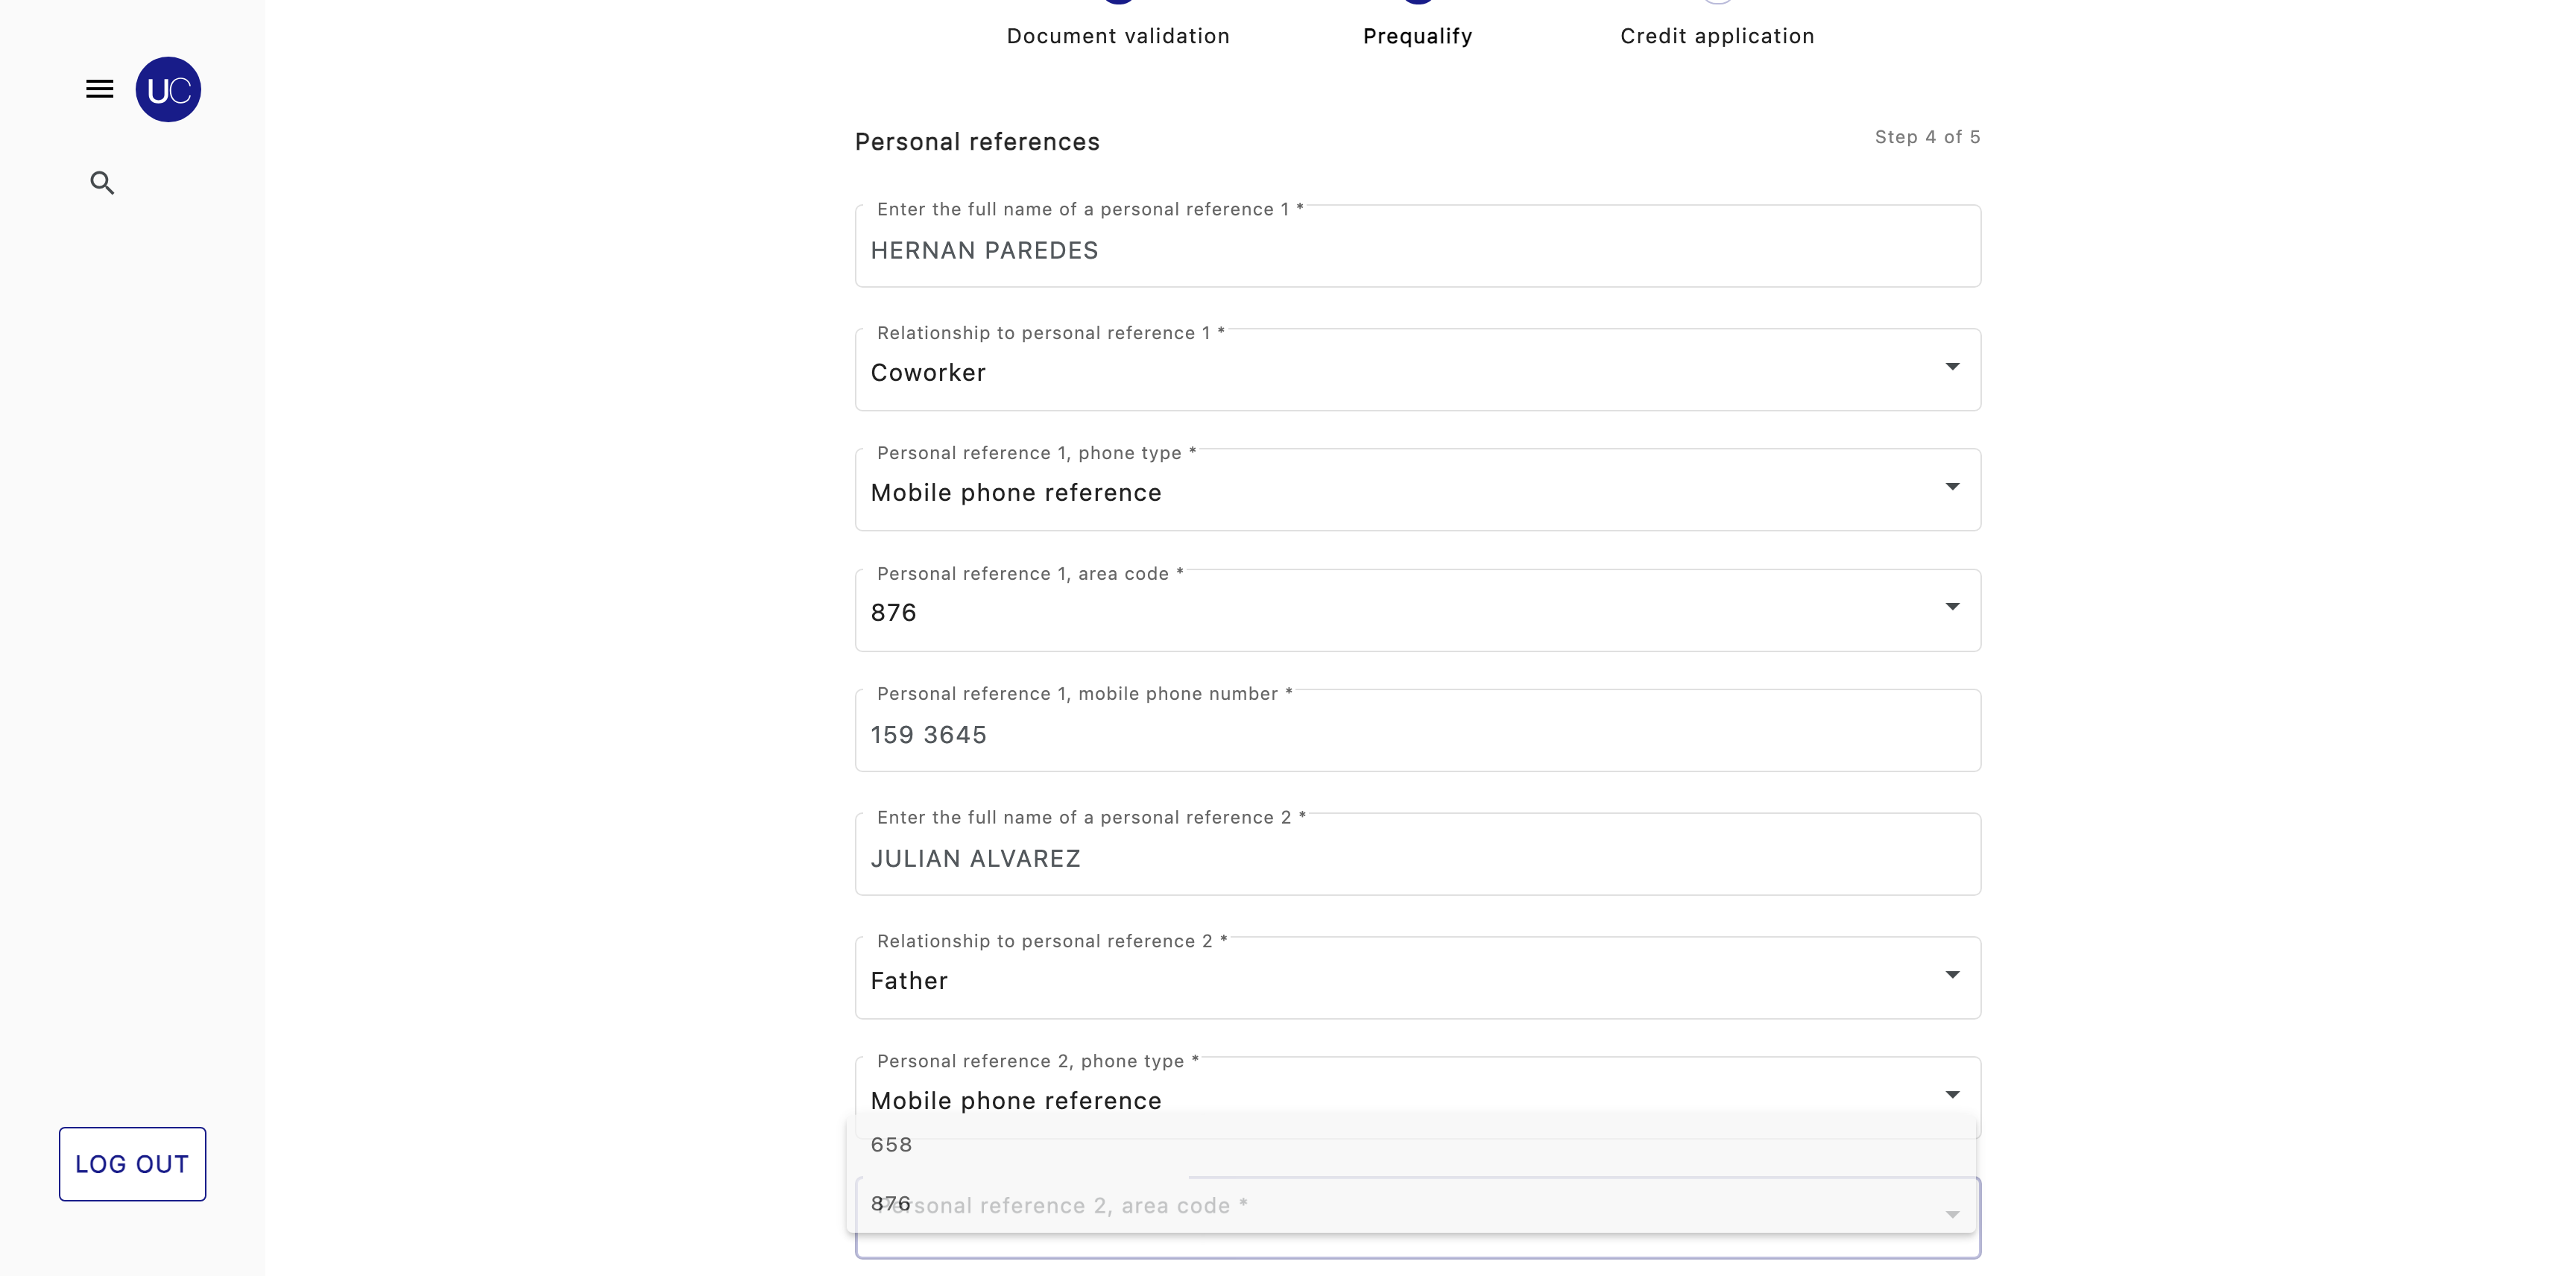 Document validation
Prequalify
Credit application
UC
Personal references
Step 4 of 5
Enter the full name of a personal reference 1 *
HERNAN PAREDES
Relationship to personal reference 1 *
Coworker
Personal reference 1, phone type *
Mobile phone reference
Personal reference 1, area code *
876
Personal reference 1, mobile phone number *
159 3645
Enter the full name of a personal reference 2 *
JULIAN ALVAREZ
Relationship to personal reference 2 *
Father
Personal reference 2, phone type *
Mobile phone reference
658
876
Personal reference 2, area code *
LOG OUT